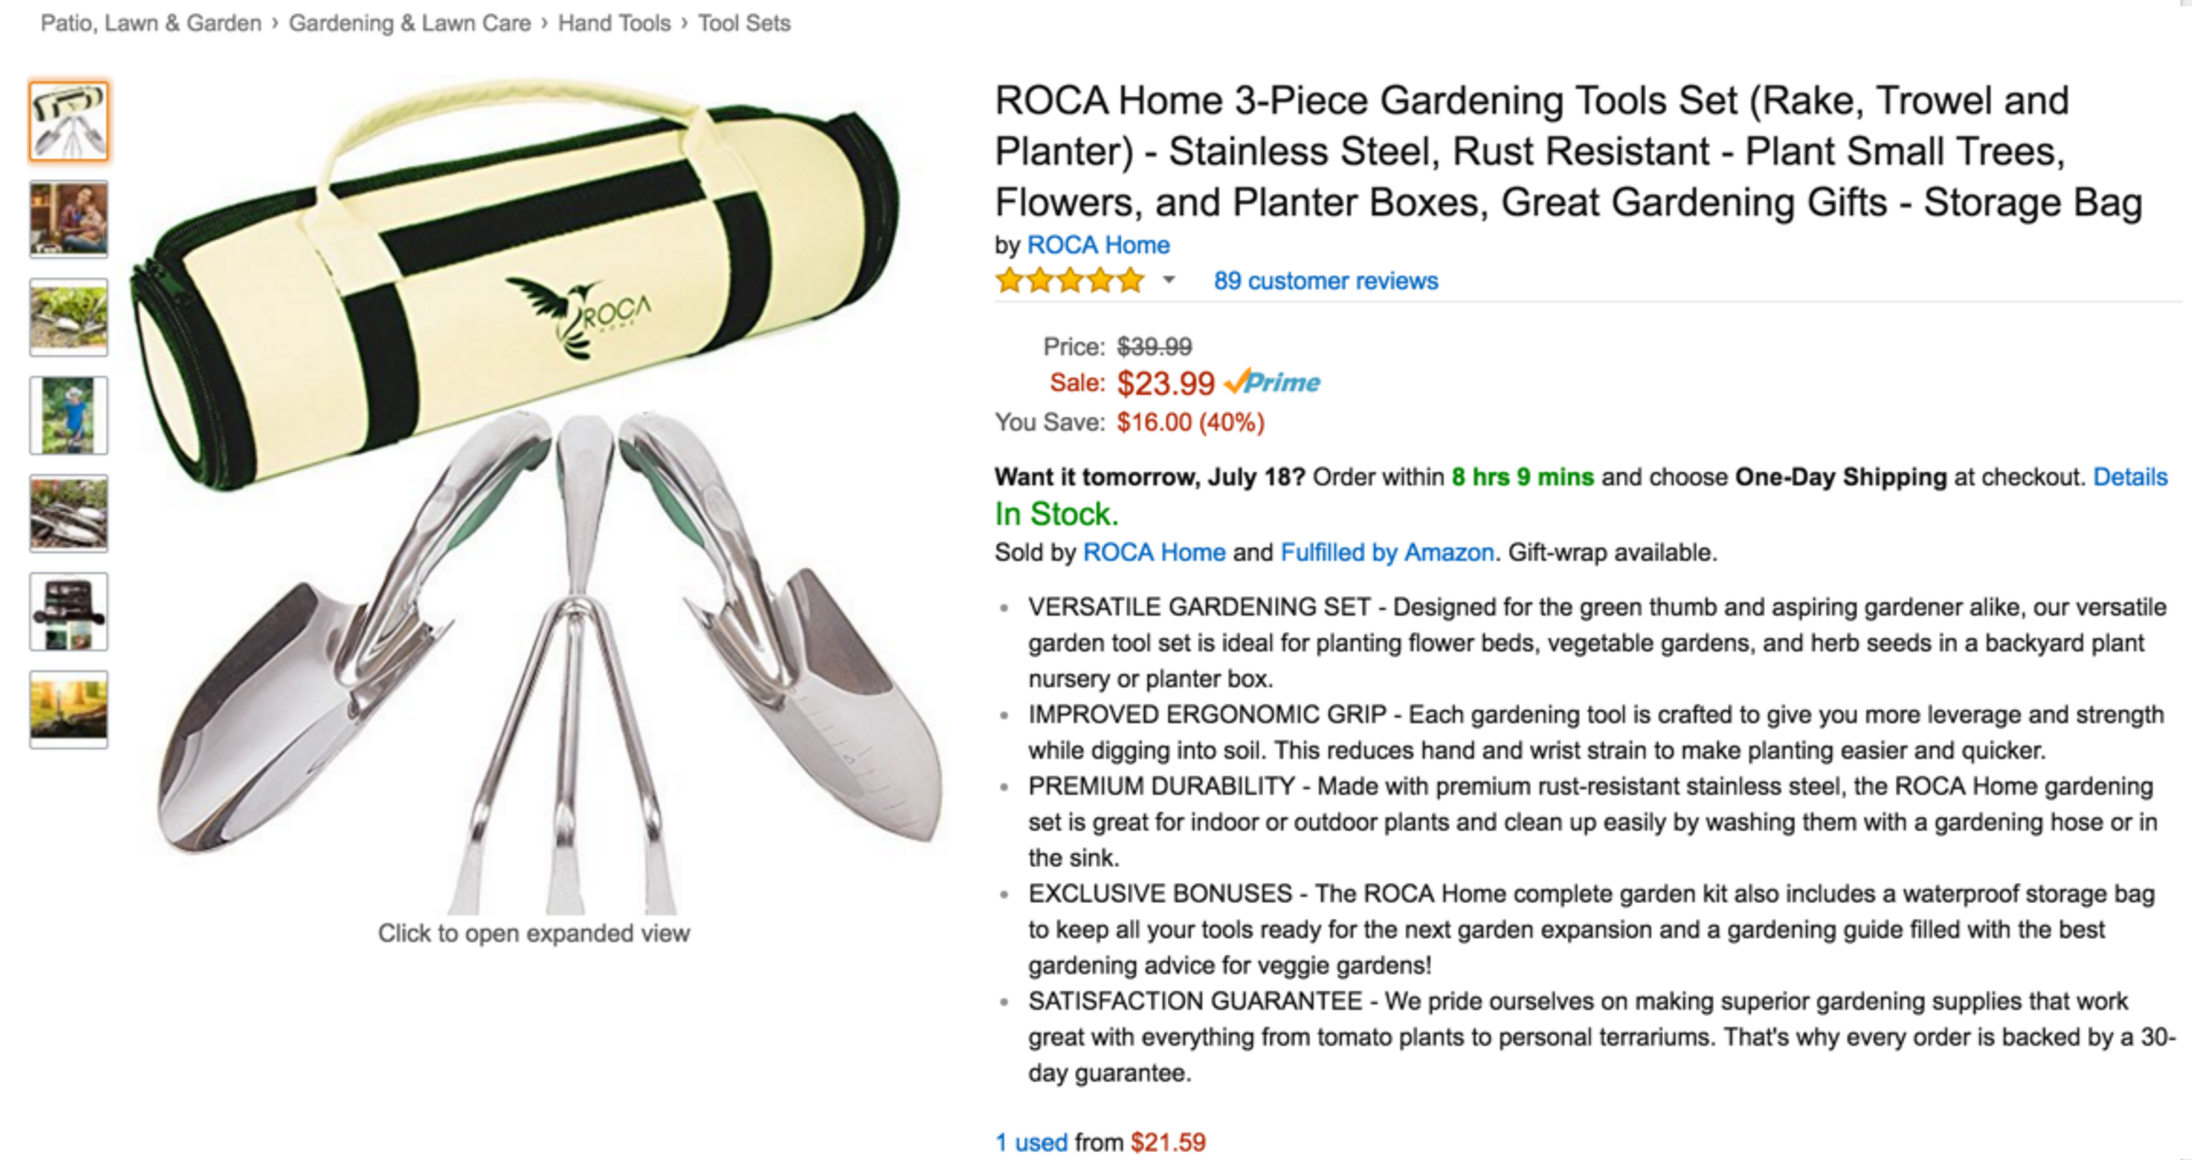 Patio, Lawn & Garden › Gardening & Lawn Care › Hand Tools › Tool Sets
ROCA
HOME
Click to open expanded view
ROCA Home 3-Piece Gardening Tools Set (Rake, Trowel and
Planter) - Stainless Steel, Rust Resistant - Plant Small Trees,
Flowers, and Planter Boxes, Great Gardening Gifts - Storage Bag
by ROCA Home
89 customer reviews
Price: $39.99
Sale: $23.99 Prime
You Save: $16.00 (40%)
Want it tomorrow, July 18? Order within 8 hrs 9 mins and choose One-Day Shipping at checkout. Details
In Stock.
Sold by ROCA Home and Fulfilled by Amazon. Gift-wrap available.
• VERSATILE GARDENING SET - Designed for the green thumb and aspiring gardener alike, our versatile
garden tool set is ideal for planting flower beds, vegetable gardens, and herb seeds in a backyard plant
nursery or planter box.
• IMPROVED ERGONOMIC GRIP - Each gardening tool is crafted to give you more leverage and strength
while digging into soil. This reduces hand and wrist strain to make planting easier and quicker.
• PREMIUM DURABILITY - Made with premium rust-resistant stainless steel, the ROCA Home gardening
set is great for indoor or outdoor plants and clean up easily by washing them with a gardening hose or in
the sink.
• EXCLUSIVE BONUSES - The ROCA Home complete garden kit also includes a waterproof storage bag
to keep all your tools ready for the next garden expansion and a gardening guide filled with the best
gardening advice for veggie gardens!
• SATISFACTION GUARANTEE - We pride ourselves on making superior gardening supplies that work
great with everything from tomato plants to personal terrariums. That's why every order is backed by a 30-
day guarantee.
1 used from $21.59